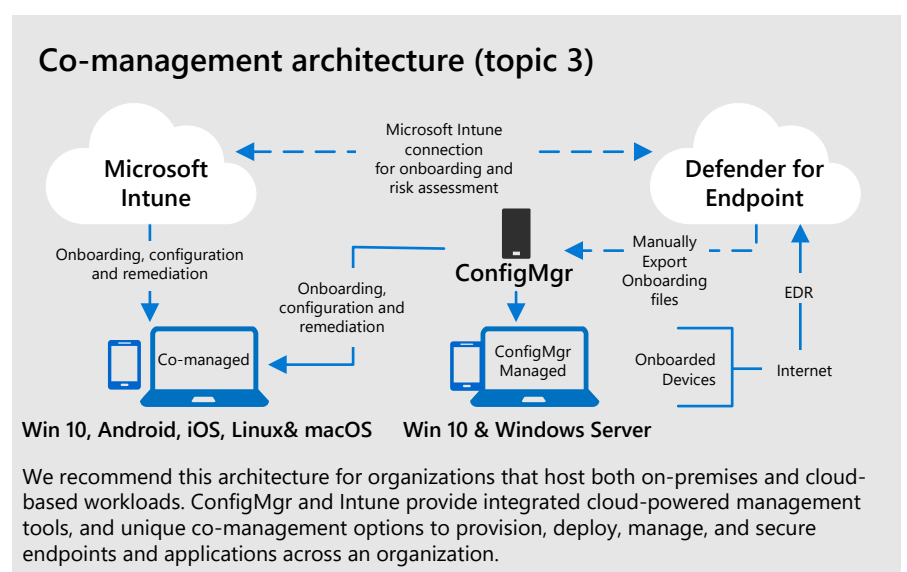 Co-management architecture (topic 3)
Microsoft Intune
connection
for onboarding and
risk assessment
Microsoft
Intune
Defender for
Endpoint
Onboarding, configuration
and remediation
ConfigMgr
Manually
Export
Onboarding
files
Onboarding,
configuration and
remediation
EDR
Co-managed
ConfigMgr
Managed
Onboarded
Devices
Internet
Win 10, Android, iOS, Linux& macOS
Win 10 & Windows Server
We recommend this architecture for organizations that host both on-premises and cloud-
based workloads. ConfigMgr and Intune provide integrated cloud-powered management
tools, and unique co-management options to provision, deploy, manage, and secure
endpoints and applications across an organization.